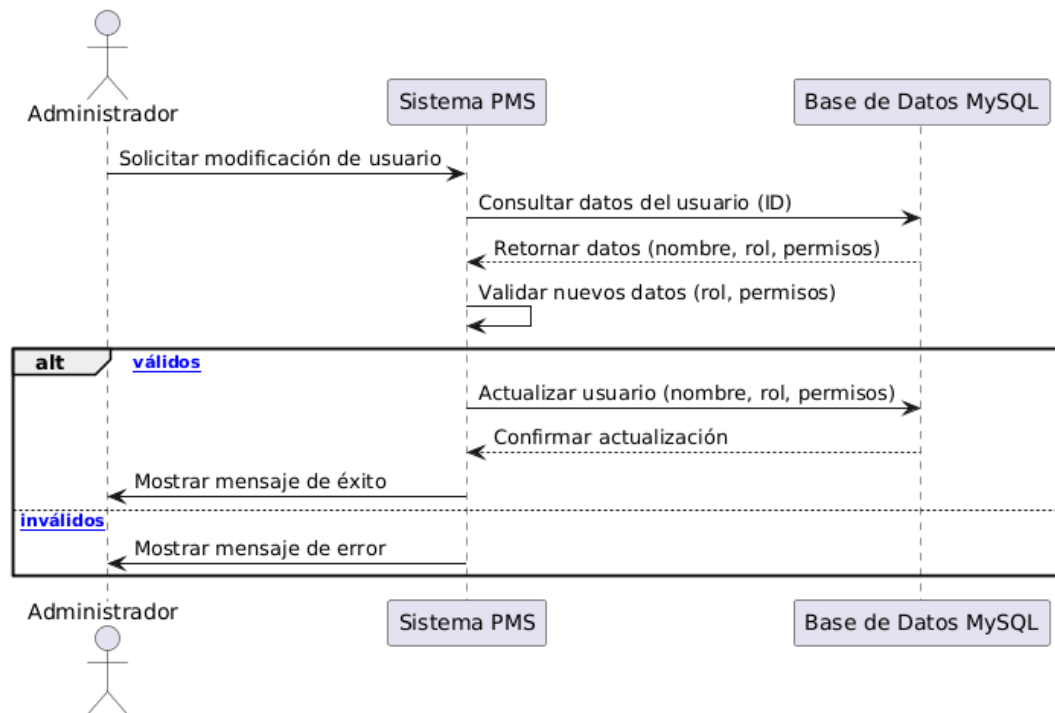 Administrador
Sistema PMS
Base de Datos MySQL
Solicitar modificación de usuario
Consultar datos del usuario (ID)
Retornar datos (nombre, rol, permisos)
Validar nuevos datos (rol, permisos)
alt
válidos
Actualizar usuario (nombre, rol, permisos)
Confirmar actualización
Mostrar mensaje de éxito
inválidos
Mostrar mensaje de error
Administrador
Sistema PMS
Base de Datos MySQL